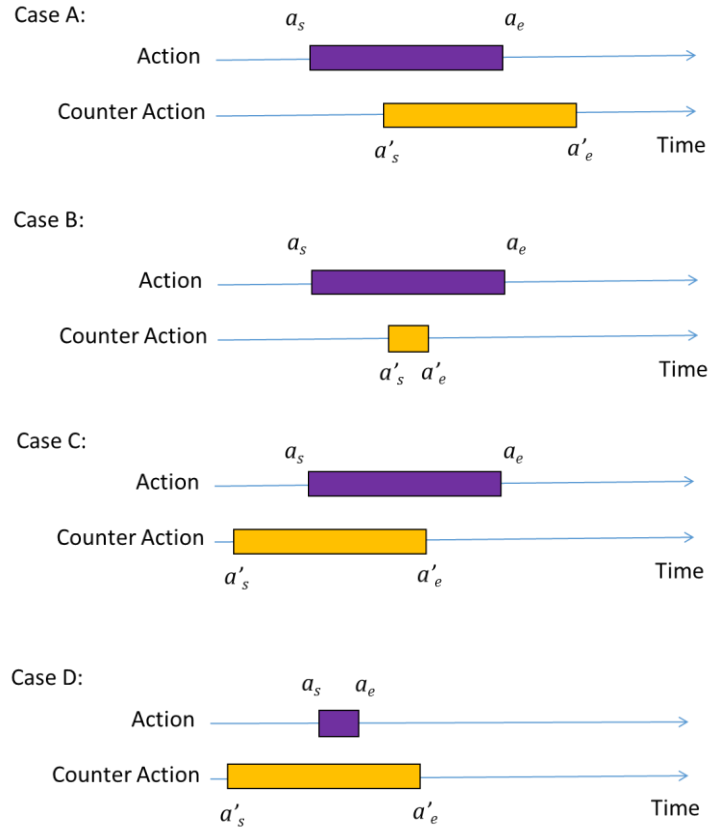 Case A:
a_s a_e
Action
Counter Action
a'_s a'_e Time
Case B:
a_s a_e
Action
Counter Action
a'_s a'_e Time
Case C:
a_s a_e
Action
Counter Action
a'_s a'_e Time
Case D:
a_s a_e
Action
Counter Action
a'_s a'_e Time